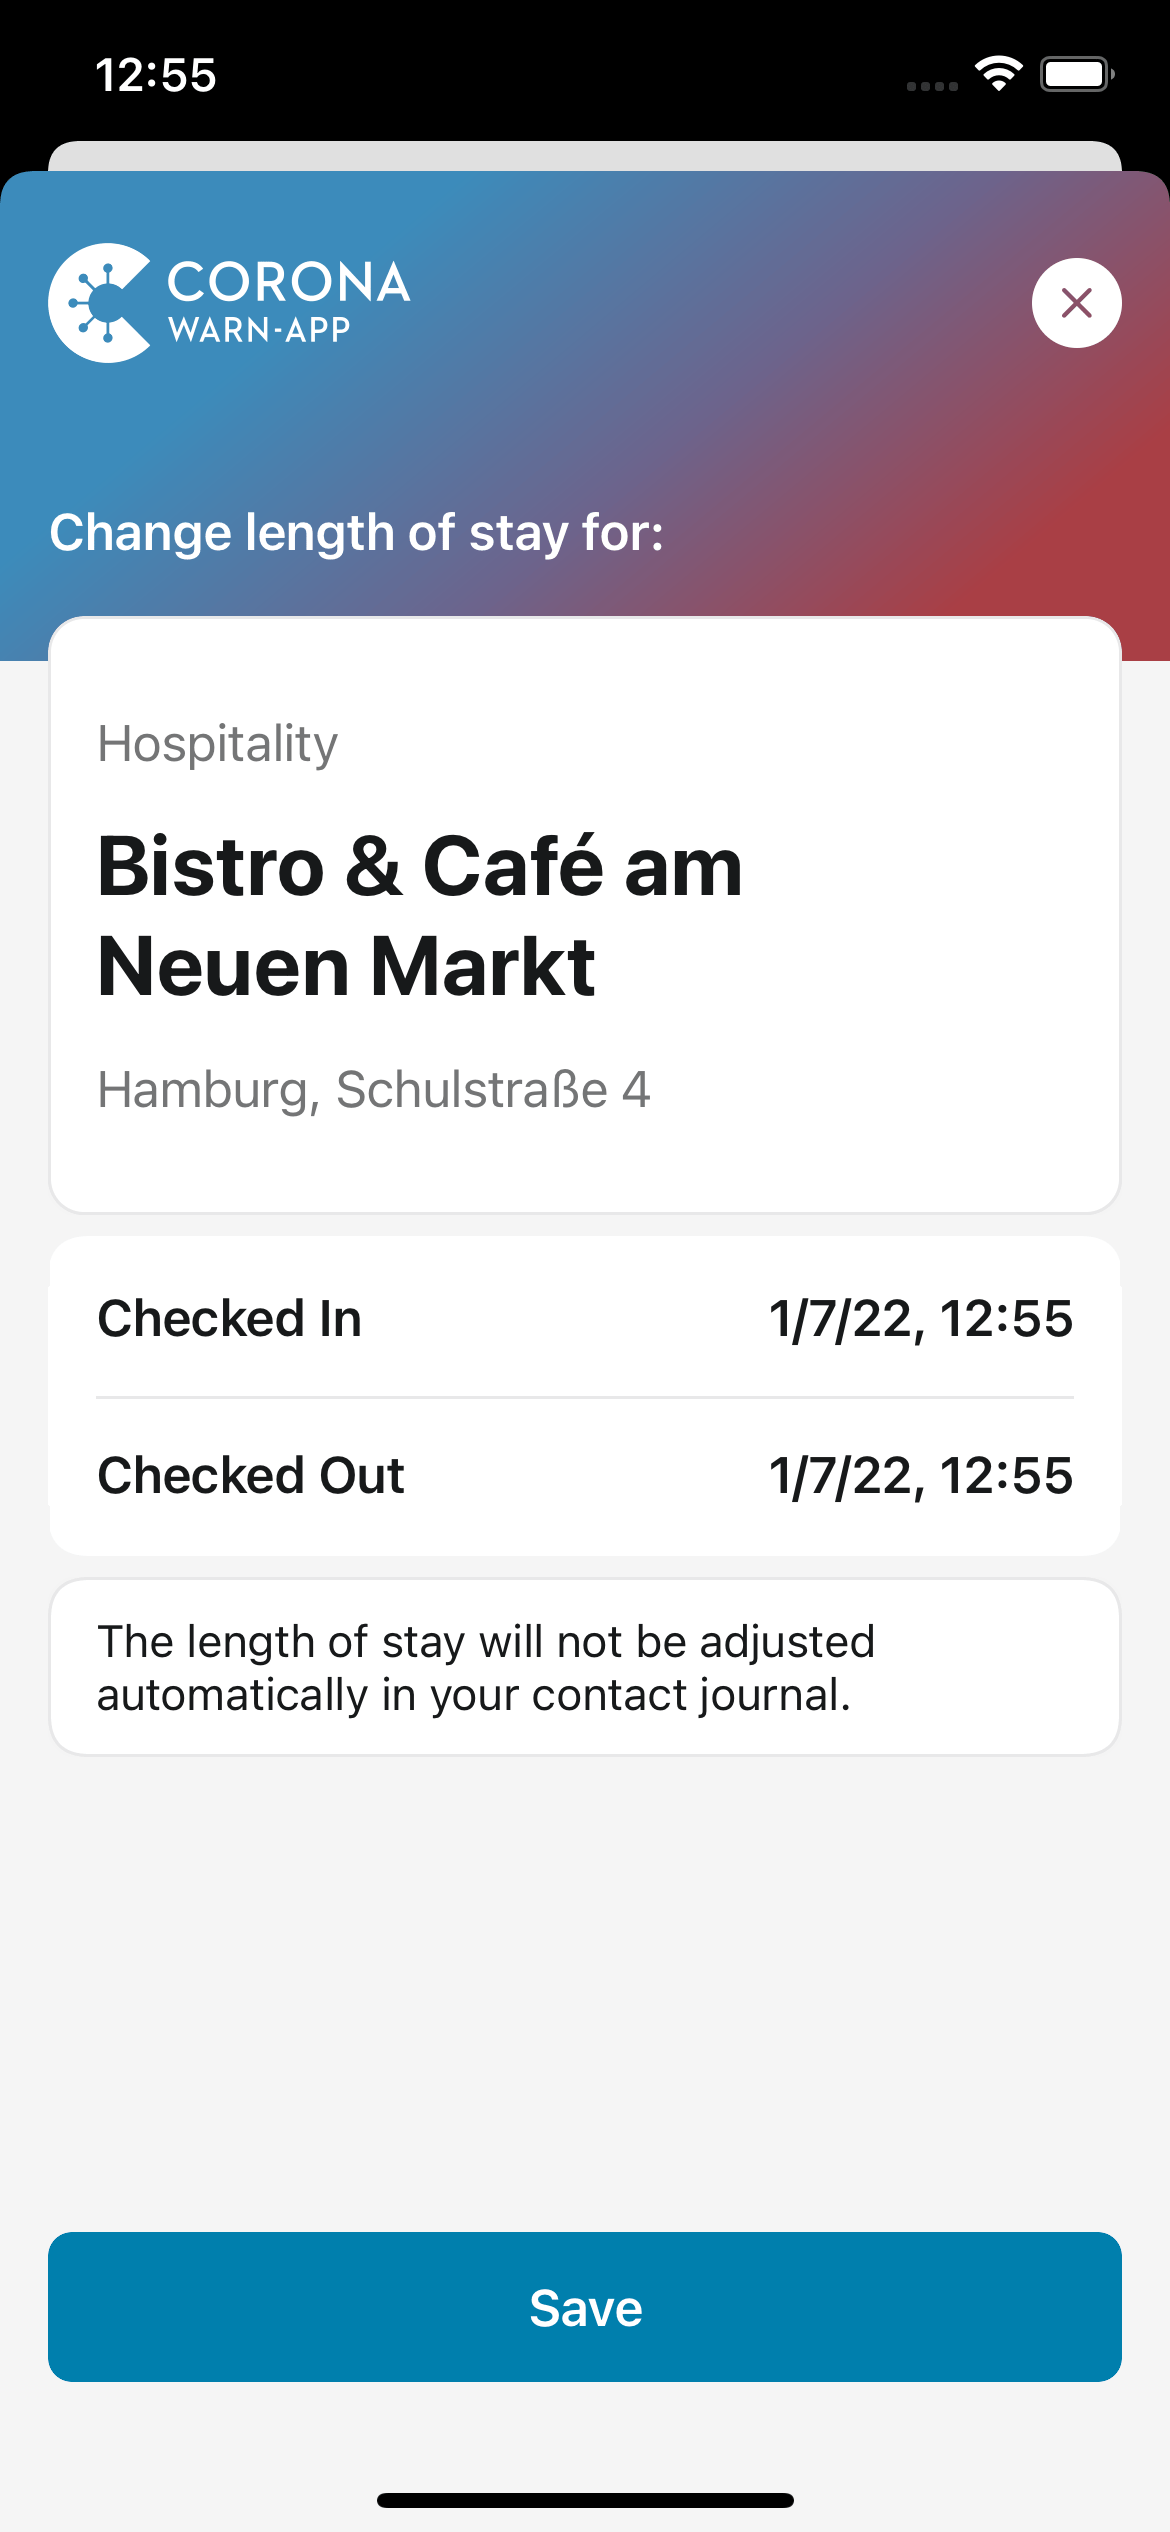 12:55
CORONA
WARN-APP
Change length of stay for:
Hospitality
Bistro & Café am
Neuen Markt
Hamburg, Schulstraße 4
Checked In 1/7/22, 12:55
Checked Out 1/7/22, 12:55
The length of stay will not be adjusted
automatically in your contact journal.
Save